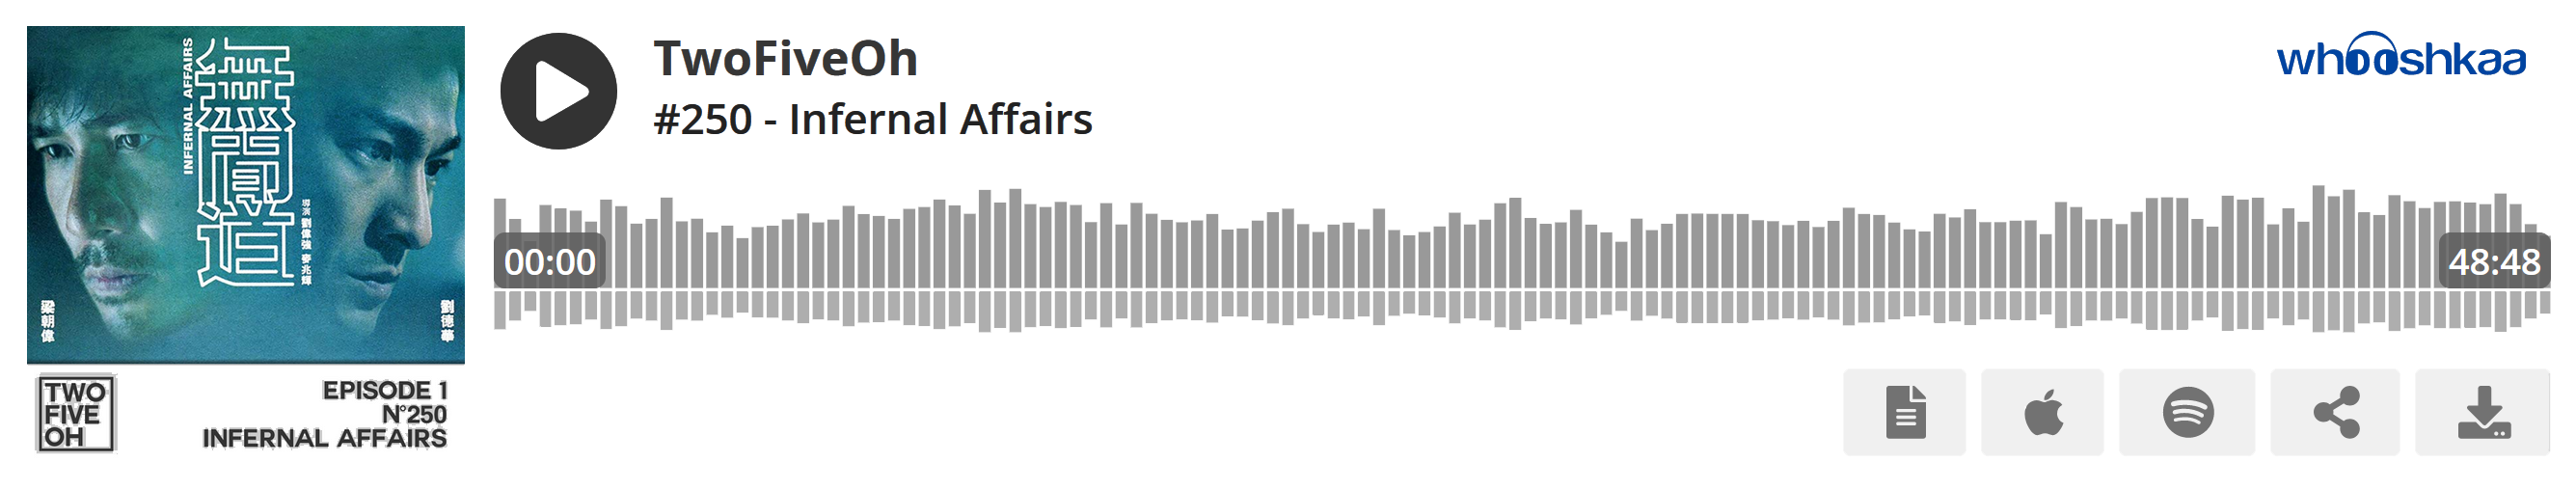 INFERNAL AFFAIRS
無間道
導演 劉偉強 麥兆輝
梁朝偉
劉德華
TWO
FIVE
OH
EPISODE 1
N°250
INFERNAL AFFAIRS
TwoFiveOh
#250 - Infernal Affairs
whooshkaa
00:00
48:48